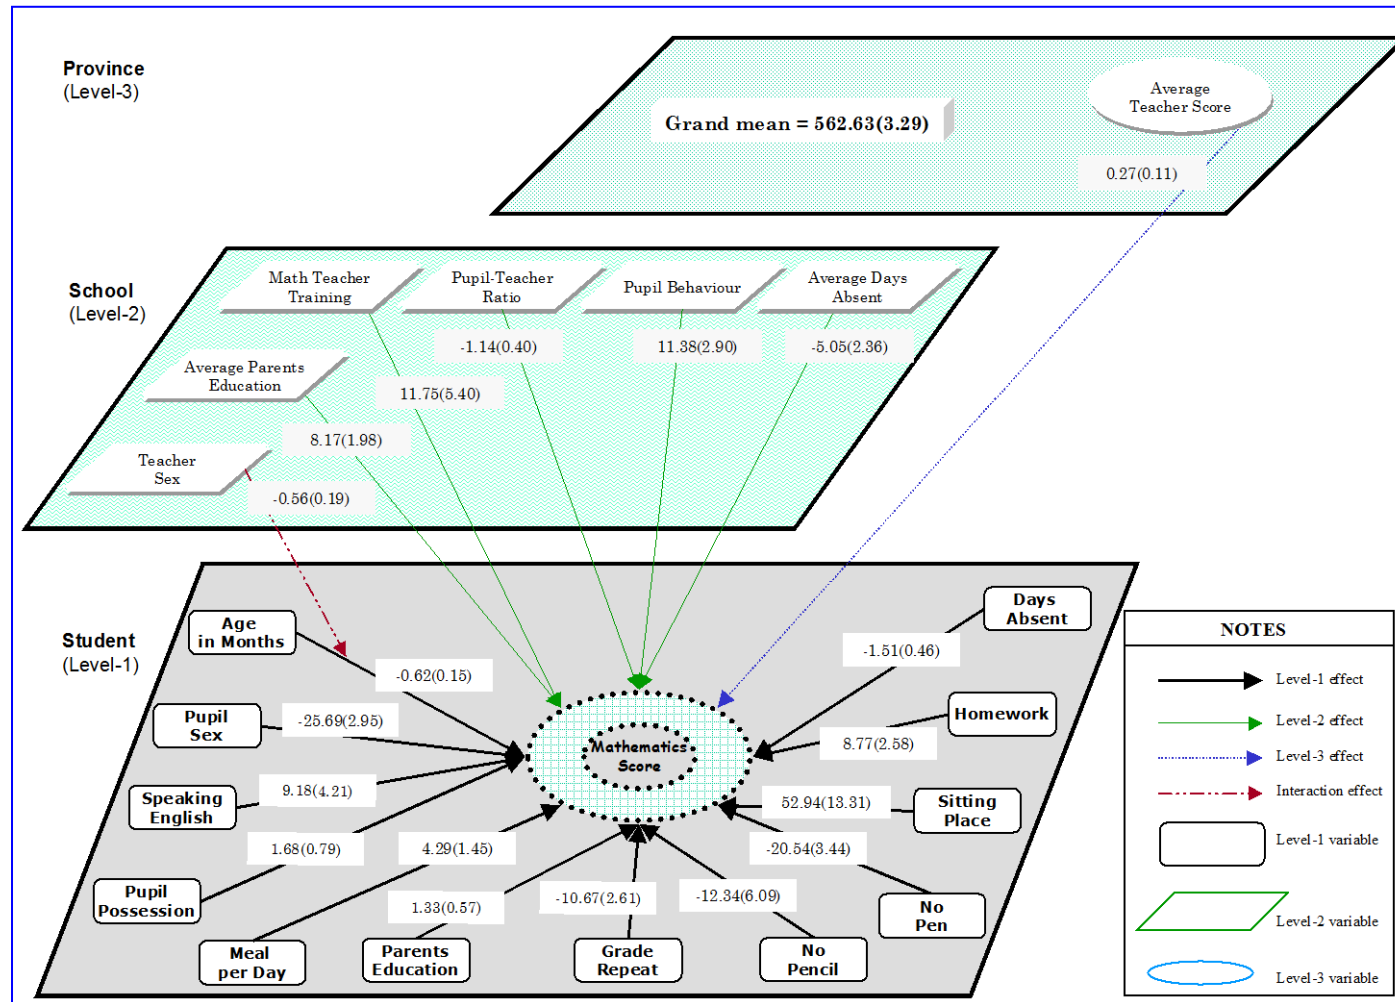 Province
(Level-3)
Grand mean = 562.63(3.29)
Average
Teacher Score
0.27(0.11)
School
(Level-2)
Math Teacher
Training
Pupil-Teacher
Ratio
Pupil Behaviour
Average Days
Absent
-1.14(0.40)
11.38(2.90)
-5.05(2.36)
Average Parents
Education
11.75(5.40)
8.17(1.98)
Teacher
Sex
-0.56(0.19)
Student
(Level-1)
Age
in Months
-0.62(0.15)
Days
Absent
-1.51(0.46)
Pupil
Sex
-25.69(2.95)
Homework
8.77(2.58)
Mathematics
Score
Speaking
English
9.18(4.21)
52.94(13.31)
Sitting
Place
1.68(0.79)
4.29(1.45)
-20.54(3.44)
Pupil
Possession
1.33(0.57)
-10.67(2.61)
-12.34(6.09)
No
Pen
Meal
per Day
Parents
Education
Grade
Repeat
No
Pencil
NOTES
Level-1 effect
Level-2 effect
Level-3 effect
Interaction effect
Level-1 variable
Level-2 variable
Level-3 variable